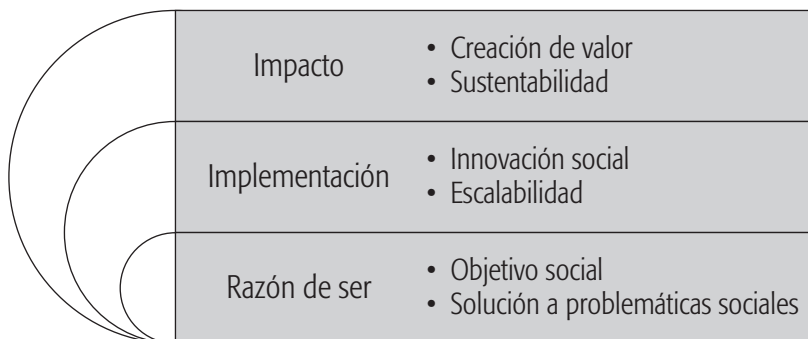 Impacto
• Creación de valor
• Sustentabilidad
Implementación
• Innovación social
• Escalabilidad
Razón de ser
• Objetivo social
• Solución a problemáticas sociales